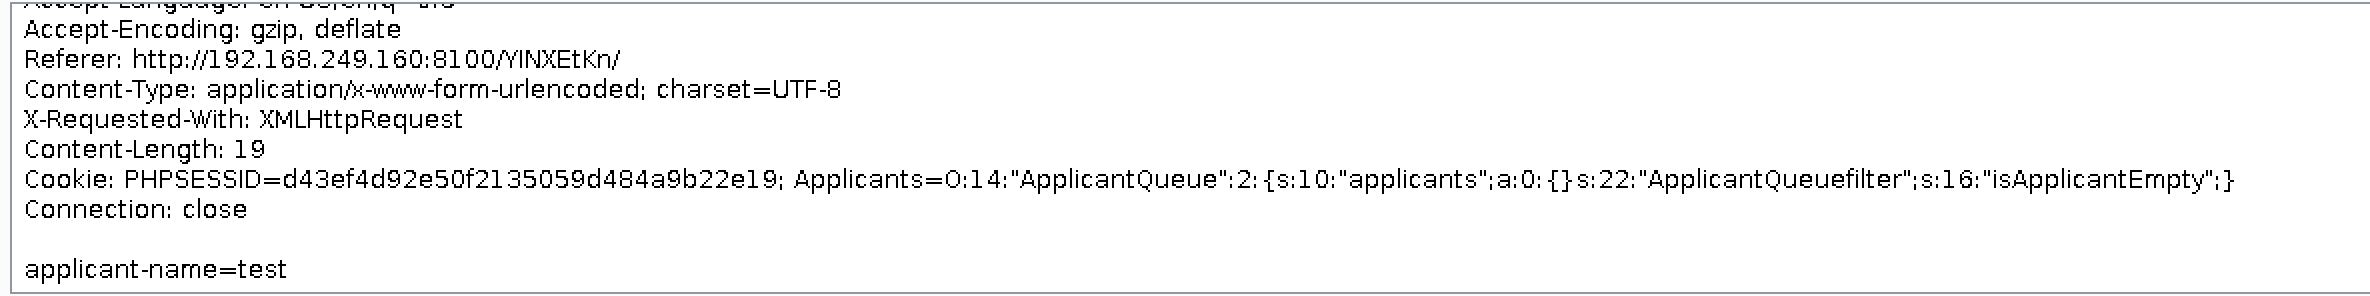 Accept-Encoding: gzip, deflate
Referer: http://192.168.249.160:8100/YlNXEtKn/
Content-Type: application/x-www-form-urlencoded; charset=UTF-8
X-Requested-With: XMLHttpRequest
Content-Length: 19
Cookie: PHPSESSID=d43ef4d92e50f2135059d484a9b22e19; Applicants=O:14:"ApplicantQueue":2:{s:10:"applicants";a:0:{}s:22:"ApplicantQueuefilter";s:16:"isApplicantEmpty";}
Connection: close
applicant-name=test